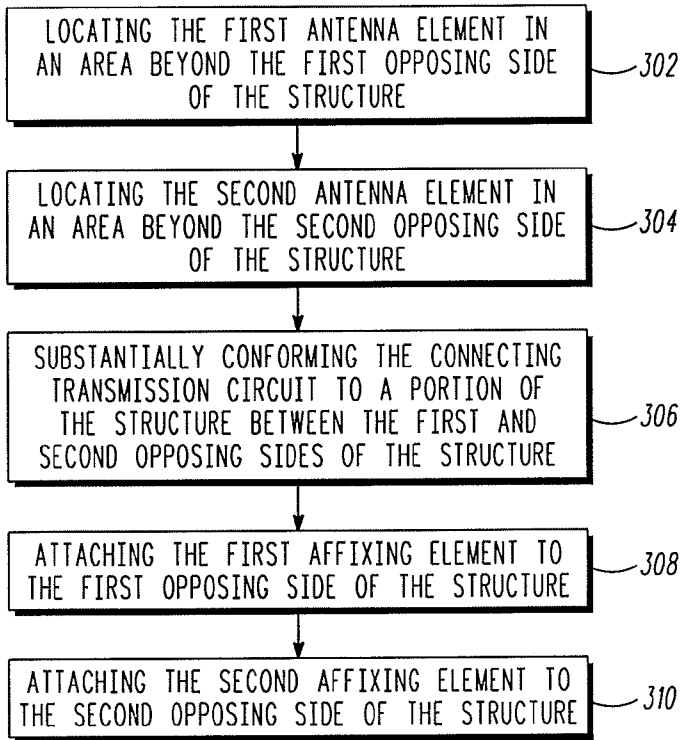 LOCATING THE FIRST ANTENNA ELEMENT IN
AN AREA BEYOND THE FIRST OPPOSING SIDE
OF THE STRUCTURE
302
LOCATING THE SECOND ANTENNA ELEMENT IN
AN AREA BEYOND THE SECOND OPPOSING SIDE
OF THE STRUCTURE
304
SUBSTANTIALLY CONFORMING THE CONNECTING
TRANSMISSION CIRCUIT TO A PORTION OF
THE STRUCTURE BETWEEN THE FIRST AND
SECOND OPPOSING SIDES OF THE STRUCTURE
306
ATTACHING THE FIRST AFFIXING ELEMENT TO
THE FIRST OPPOSING SIDE OF THE STRUCTURE
308
ATTACHING THE SECOND AFFIXING ELEMENT TO
THE SECOND OPPOSING SIDE OF THE STRUCTURE
310